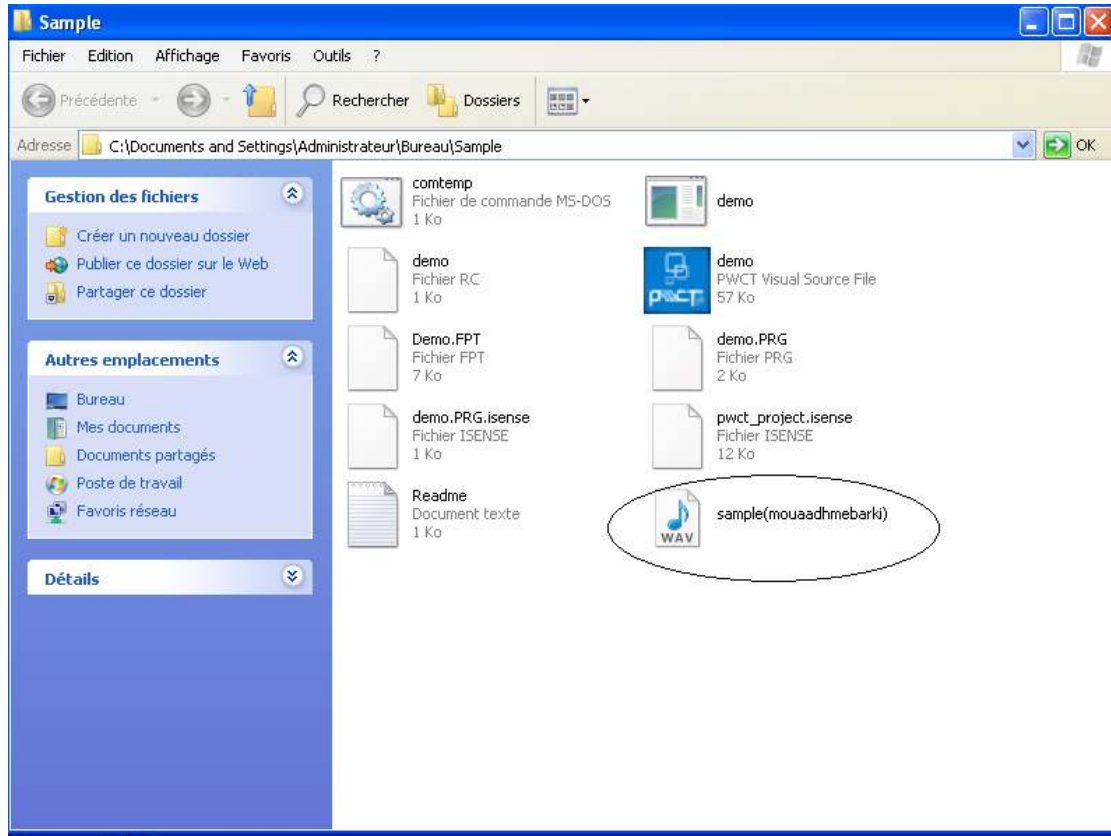 Sample
Fichier Edition Affichage Favoris Outils ?
Précédente Rechercher Dossiers
Adresse C:\Documents and Settings\Administrateur\Bureau\Sample OK
Gestion des fichiers
Créer un nouveau dossier
Publier ce dossier sur le Web
Partager ce dossier
Autres emplacements
Bureau
Mes documents
Documents partagés
Poste de travail
Favoris réseau
Détails
comtemp
Fichier de commande MS-DOS
1 Ko
demo
demo
Fichier RC
1 Ko
demo
PWCT Visual Source File
57 Ko
pwct
Demo.FPT
Fichier FPT
7 Ko
demo.PRG
Fichier PRG
2 Ko
demo.PRG.isense
Fichier ISENSE
1 Ko
pwct_project.isense
Fichier ISENSE
12 Ko
Readme
Document texte
1 Ko
sample(mouaadhmebarki)
WAV